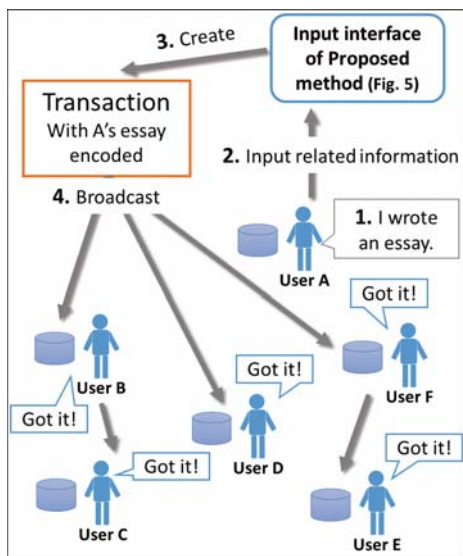 3. Create
Input interface
of Proposed
method (Fig. 5)
Transaction
With A's essay
encoded
2. Input related information
4. Broadcast
1. I wrote
an essay.
User A
Got it!
User B
User F
Got it!
Got it!
User D
Got it!
Got it!
User C
User E